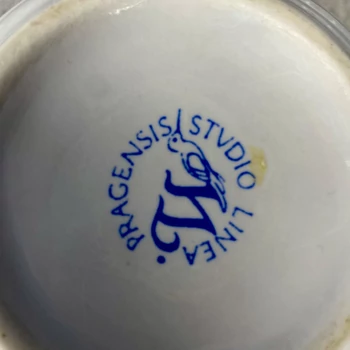 STVDIO LINEA PRAGENSIS
M